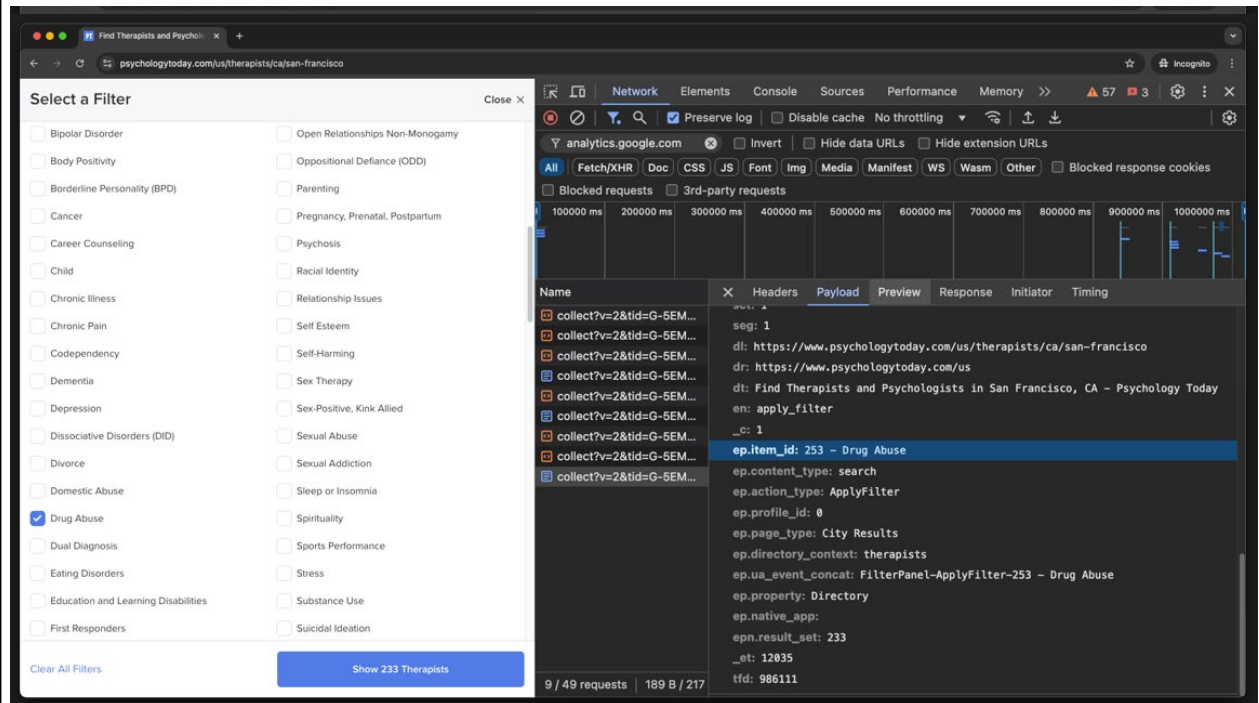 Find Therapists and Psycholo
psychologytoday.com/us/therapists/ca/san-francisco
Incognito
Select a Filter
Close ×
Bipolar Disorder
Body Positivity
Borderline Personality (BPD)
Cancer
Career Counseling
Child
Chronic Illness
Chronic Pain
Codependency
Dementia
Depression
Dissociative Disorders (DID)
Divorce
Domestic Abuse
Drug Abuse
Dual Diagnosis
Eating Disorders
Education and Learning Disabilities
First Responders
Open Relationships Non-Monogamy
Oppositional Defiance (ODD)
Parenting
Pregnancy, Prenatal, Postpartum
Psychosis
Racial Identity
Relationship Issues
Self Esteem
Self-Harming
Sex Therapy
Sex-Positive, Kink Allied
Sexual Abuse
Sexual Addiction
Sleep or Insomnia
Spirituality
Sports Performance
Stress
Substance Use
Suicidal Ideation
Clear All Filters
Show 233 Therapists
Network Elements Console Sources Performance Memory >> 57 3
Preserve log Disable cache No throttling
analytics.google.com Invert Hide data URLs Hide extension URLs
All Fetch/XHR Doc CSS JS Font Img Media Manifest WS Wasm Other Blocked response cookies
Blocked requests 3rd-party requests
100000 ms 200000 ms 300000 ms 400000 ms 500000 ms 600000 ms 700000 ms 800000 ms 900000 ms 1000000 ms
Name
collect?v=2&tid=G-5EM...
collect?v=2&tid=G-5EM...
collect?v=2&tid=G-5EM...
collect?v=2&tid=G-5EM...
collect?v=2&tid=G-5EM...
collect?v=2&tid=G-5EM...
collect?v=2&tid=G-5EM...
collect?v=2&tid=G-5EM...
collect?v=2&tid=G-5EM...
9 / 49 requests 189 B / 217
× Headers Payload Preview Response Initiator Timing
seg: 1
dl: https://www.psychologytoday.com/us/therapists/ca/san-francisco
dr: https://www.psychologytoday.com/us
dt: Find Therapists and Psychologists in San Francisco, CA – Psychology Today
en: apply_filter
_c: 1
ep.item_id: 253 – Drug Abuse
ep.content_type: search
ep.action_type: ApplyFilter
ep.profile_id: 0
ep.page_type: City Results
ep.directory_context: therapists
ep.ua_event_concat: FilterPanel–ApplyFilter–253 – Drug Abuse
ep.property: Directory
ep.native_app:
epn.result_set: 233
_et: 12035
tfd: 986111